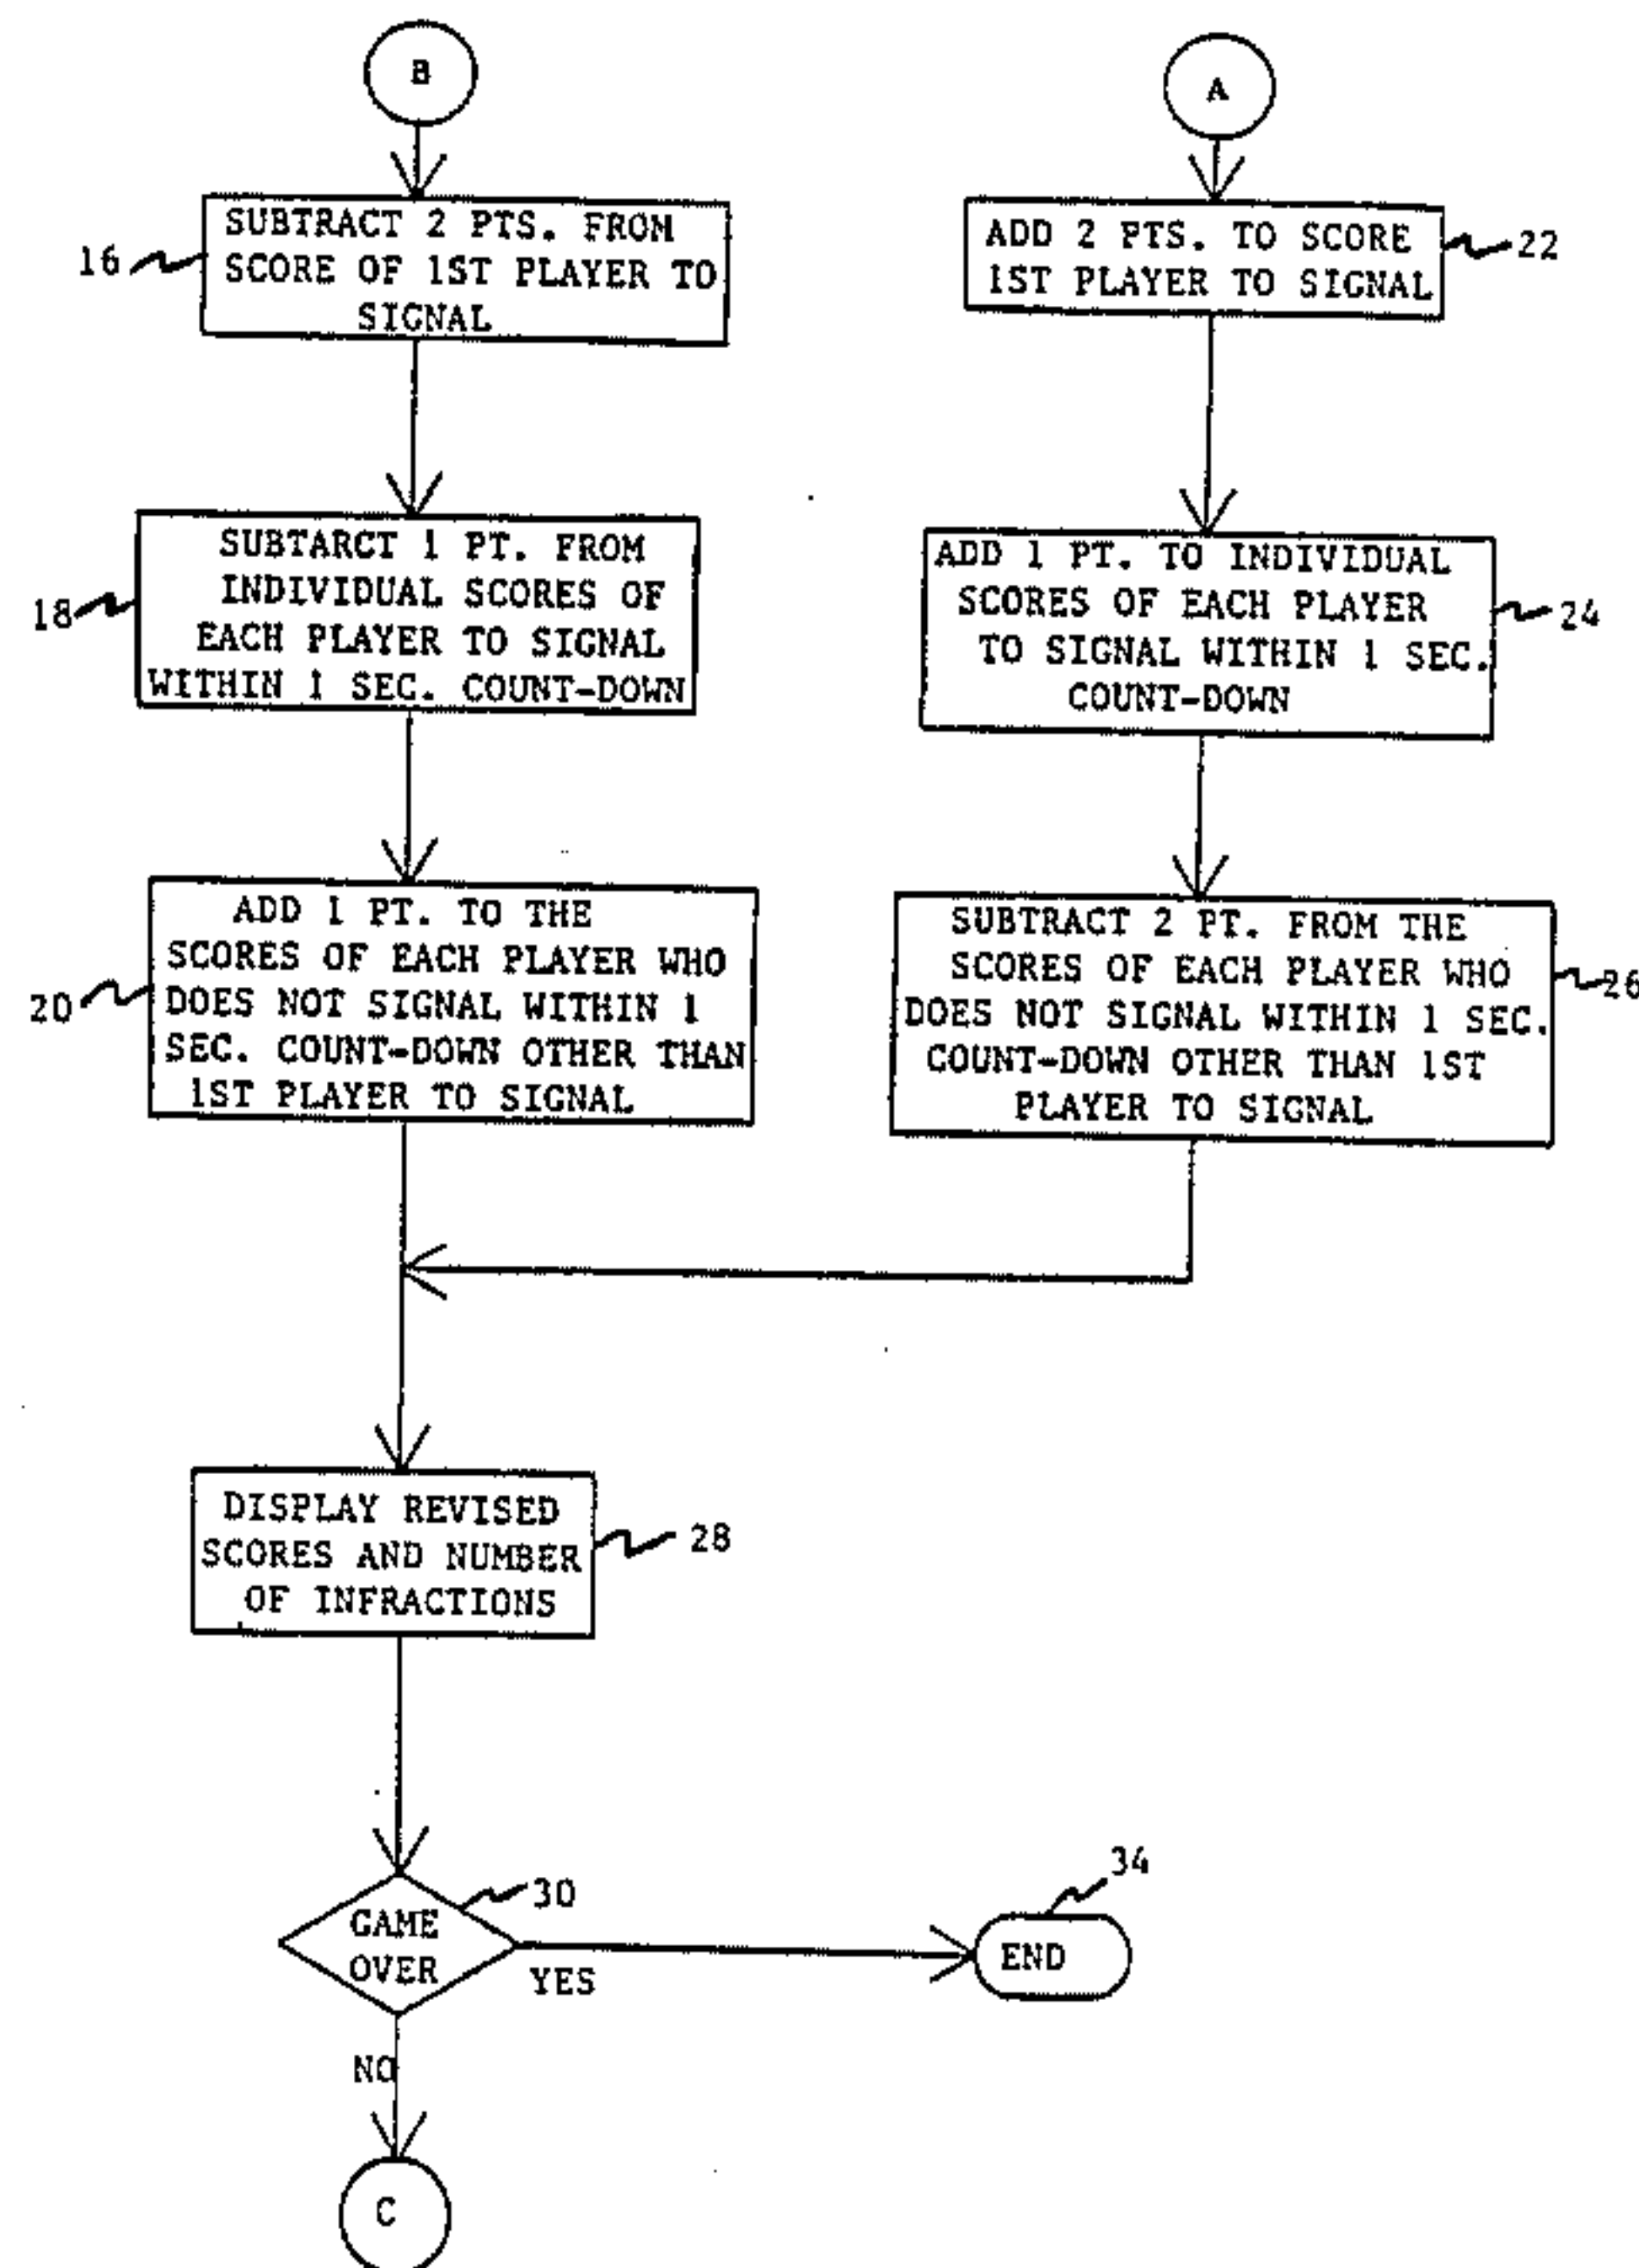 B
SUBTRACT 2 PTS. FROM
SCORE OF 1ST PLAYER TO
SIGNAL
16
SUBTARCT 1 PT. FROM
INDIVIDUAL SCORES OF
EACH PLAYER TO SIGNAL
WITHIN 1 SEC. COUNT-DOWN
18
ADD 1 PT. TO THE
SCORES OF EACH PLAYER WHO
DOES NOT SIGNAL WITHIN 1
SEC. COUNT-DOWN OTHER THAN
1ST PLAYER TO SIGNAL
20
A
ADD 2 PTS. TO SCORE
1ST PLAYER TO SIGNAL
22
ADD 1 PT. TO INDIVIDUAL
SCORES OF EACH PLAYER
TO SIGNAL WITHIN 1 SEC.
COUNT-DOWN
24
SUBTRACT 2 PT. FROM THE
SCORES OF EACH PLAYER WHO
DOES NOT SIGNAL WITHIN 1 SEC.
COUNT-DOWN OTHER THAN 1ST
PLAYER TO SIGNAL
26
DISPLAY REVISED
SCORES AND NUMBER
OF INFRACTIONS
28
GAME
OVER
30
YES
END
34
NO
C